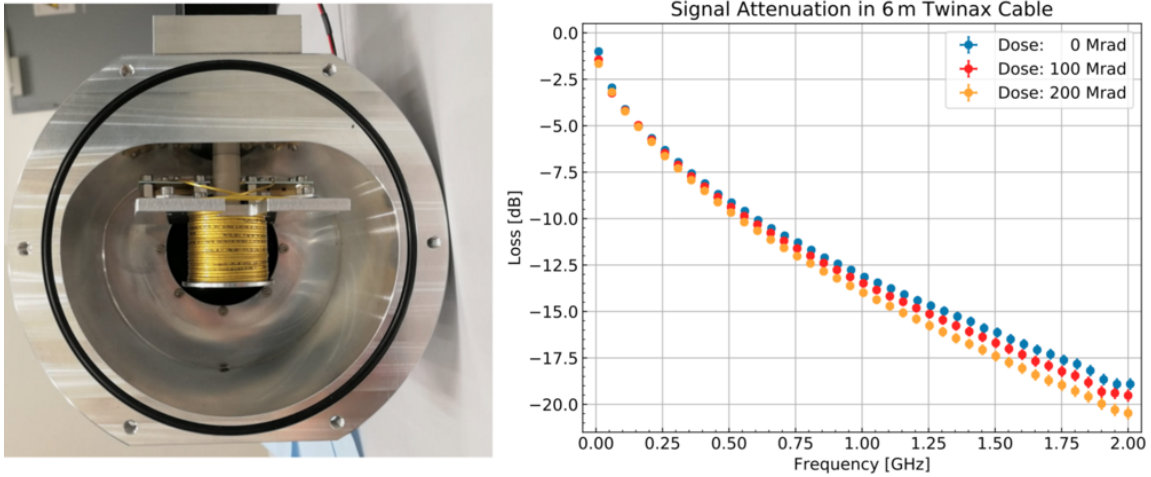 Signal Attenuation in 6 m Twinax Cable
Loss [dB]
0.0
−2.5
−5.0
−7.5
−10.0
−12.5
−15.0
−17.5
−20.0
Dose: 0 Mrad
Dose: 100 Mrad
Dose: 200 Mrad
0.00 0.25 0.50 0.75 1.00 1.25 1.50 1.75 2.00
Frequency [GHz]